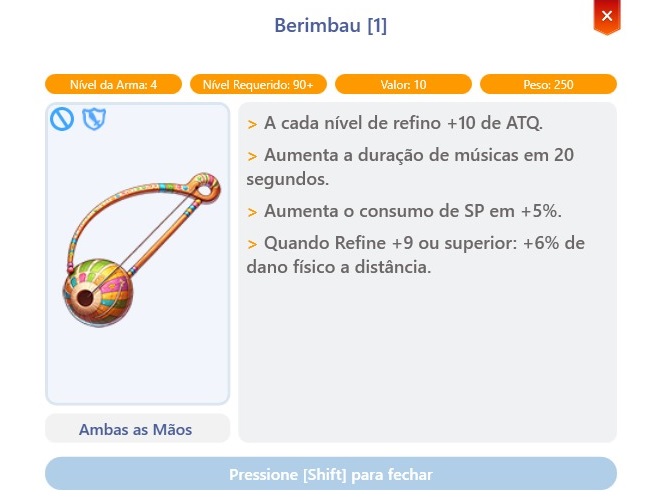 Berimbau [1]
Nível da Arma: 4
Nível Requerido: 90+
Valor: 10
Peso: 250
> A cada nível de refino +10 de ATQ.
> Aumenta a duração de músicas em 20
segundos.
> Aumenta o consumo de SP em +5%.
> Quando Refine +9 ou superior: +6% de
dano físico a distância.
Ambas as Mãos
Pressione [Shift] para fechar